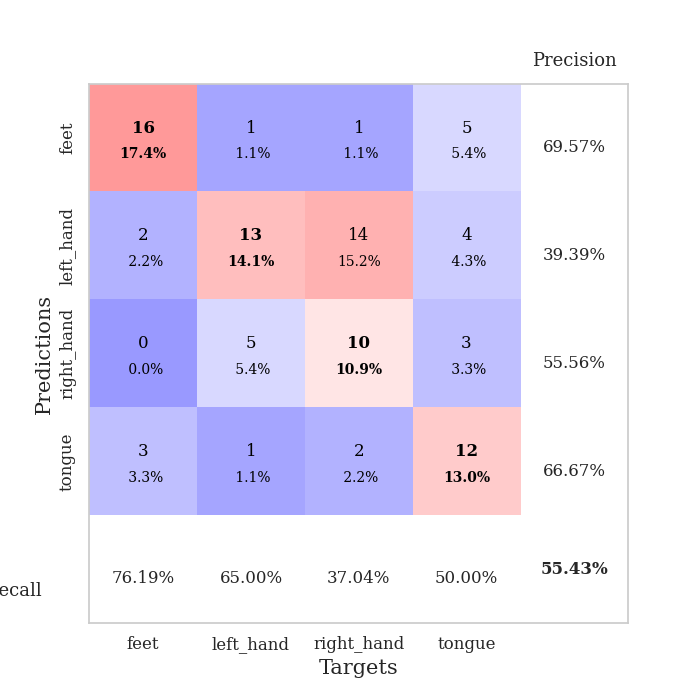 Precision
feet 16 1 1 5 69.57%
17.4% 1.1% 1.1% 5.4%
left_hand 2 13 14 4 39.39%
2.2% 14.1% 15.2% 4.3%
Predictions
right_hand 0 5 10 3 55.56%
0.0% 5.4% 10.9% 3.3%
tongue 3 1 2 12 66.67%
3.3% 1.1% 2.2% 13.0%
ecall 76.19% 65.00% 37.04% 50.00% 55.43%
feet left_hand right_hand tongue
Targets